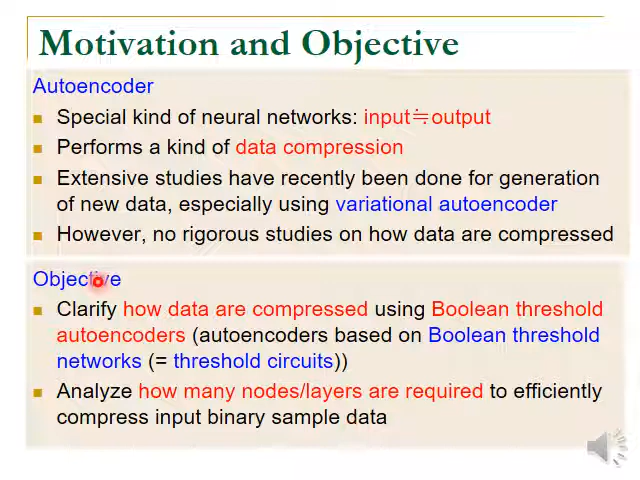 Motivation and Objective
Autoencoder
Special kind of neural networks: input≒output
Performs a kind of data compression
Extensive studies have recently been done for generation
of new data, especially using variational autoencoder
However, no rigorous studies on how data are compressed
Objective
Clarify how data are compressed using Boolean threshold
autoencoders (autoencoders based on Boolean threshold
networks (= threshold circuits))
Analyze how many nodes/layers are required to efficiently
compress input binary sample data